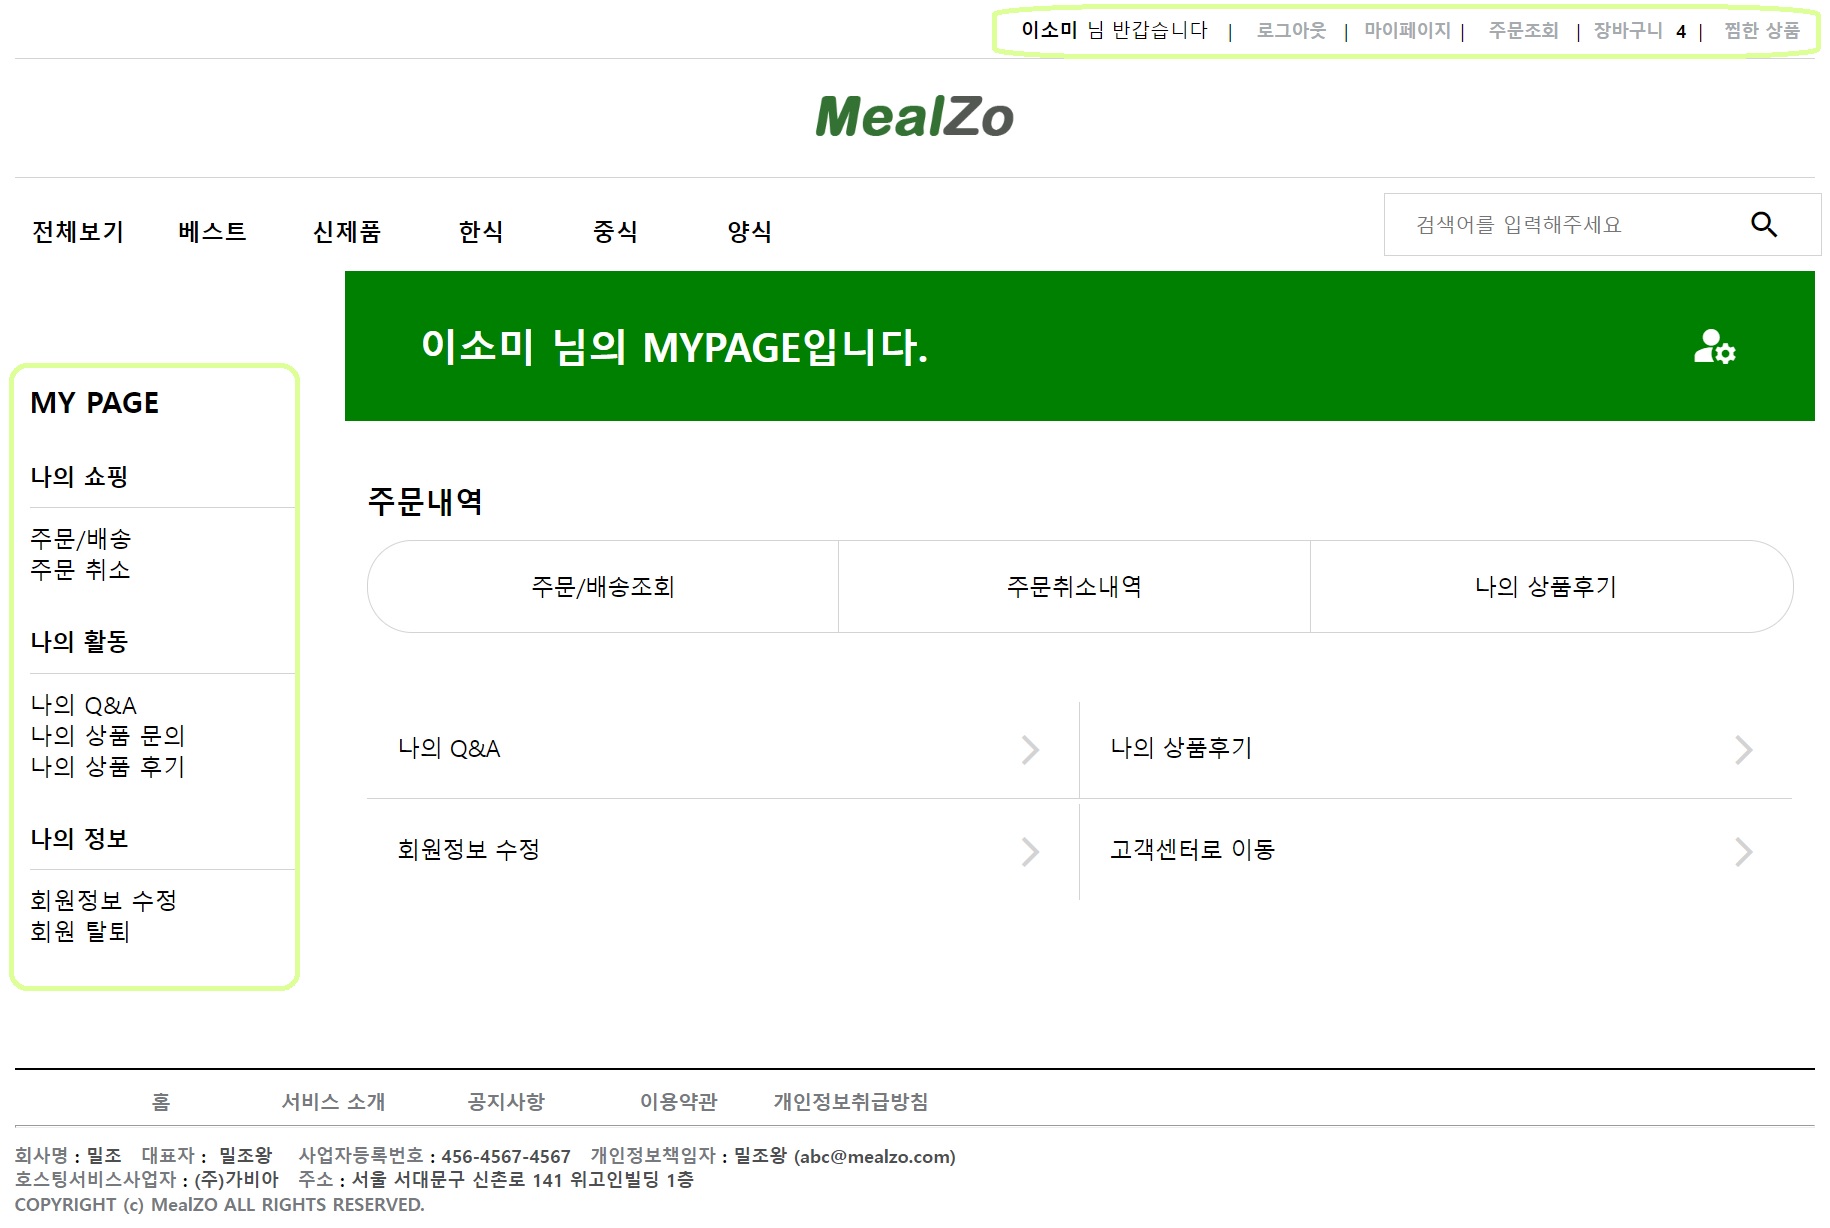 이소미 님 반갑습니다 | 로그아웃 | 마이페이지 | 주문조회 | 장바구니 4 | 찜한 상품
MealZo
전체보기 베스트 신제품 한식 중식 양식 검색어를 입력해주세요
이소미 님의 MYPAGE입니다.
MY PAGE
나의 쇼핑
주문/배송
주문 취소
나의 활동
나의 Q&A
나의 상품 문의
나의 상품 후기
나의 정보
회원정보 수정
회원 탈퇴
주문내역
주문/배송조회 주문취소내역 나의 상품후기
나의 Q&A 나의 상품후기
회원정보 수정 고객센터로 이동
홈 서비스 소개 공지사항 이용약관 개인정보취급방침
회사명 : 밀조 대표자 : 밀조왕 사업자등록번호 : 456-4567-4567 개인정보책임자 : 밀조왕 (abc@mealzo.com)
호스팅서비스사업자 : (주)가비아 주소 : 서울 서대문구 신촌로 141 위고인빌딩 1층
COPYRIGHT (c) MealZO ALL RIGHTS RESERVED.